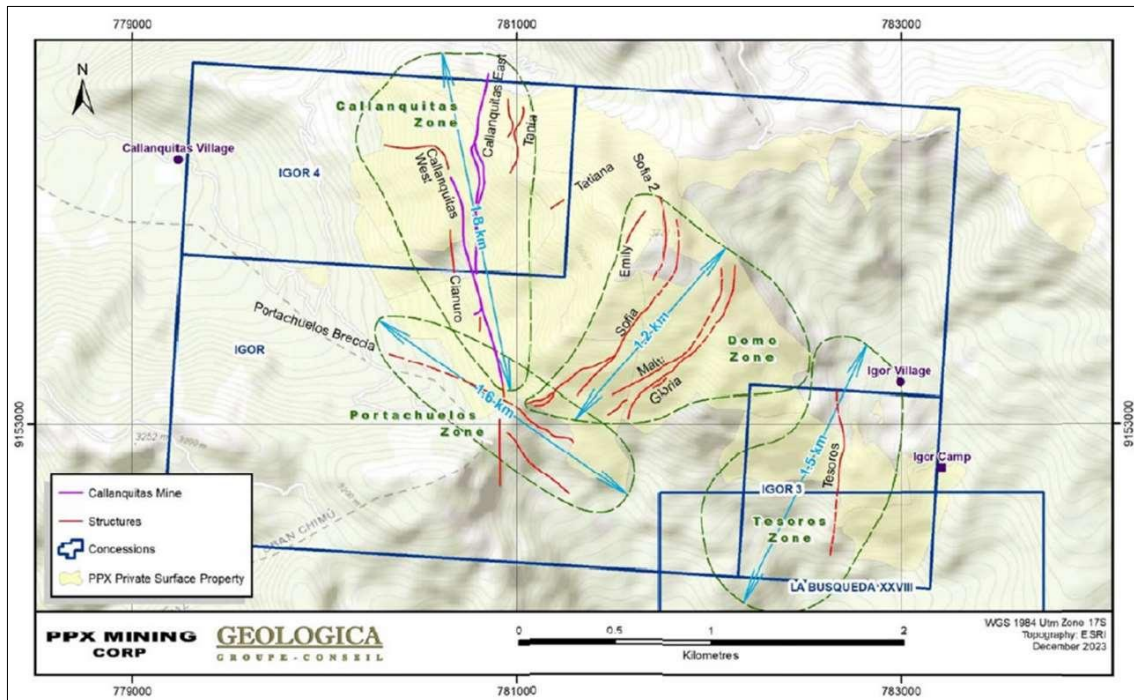 779000
781000
783000
N
Callanquitas
Zone
Callanquitas East
Tania
Callanquitas Village
IGOR 4
Callanquitas
West
Tatiana
Sofia 2
1.8 km
Emily
Cianuro
Portachuelos Breccia
Sofia
1.2 km
Domo
Zone
IGOR
Igor Village
Gloria
1.6 km
Portachuelos
Zone
9153000
9153000
Tesoros
1.5 km
Igor Camp
IGOR 3
Tesoros
Zone
LA BUSQUEDA XXVIII
Callanquitas Mine
Structures
Concessions
PPX Private Surface Property
PPX MINING
CORP
GEOLOGICA
GROUPE-CONSEIL
0 0.5 1 2
Kilometres
WGS 1984 Utm Zone 17S
Topography: ESRI
December 2023
779000
781000
783000